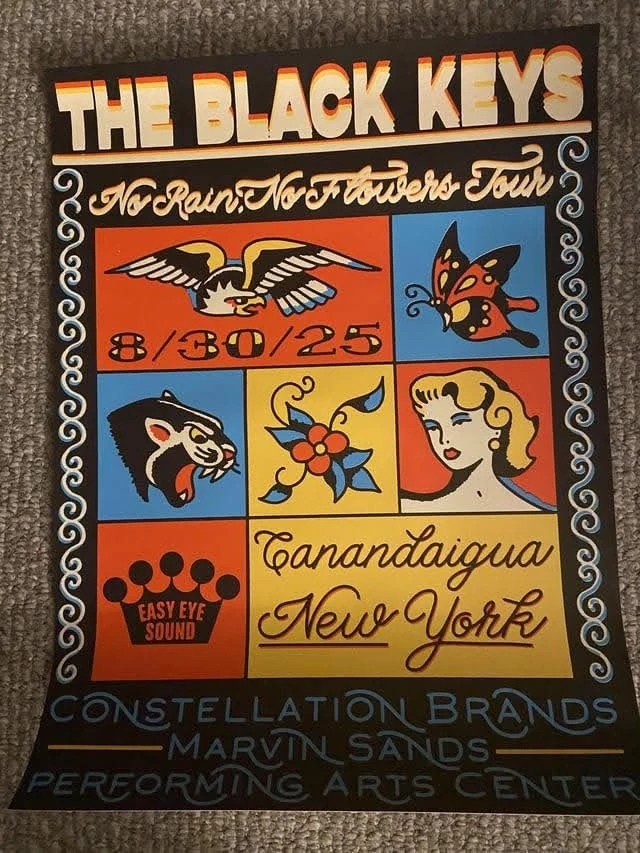 THE BLACK KEYS
No Rain, No Flowers Tour
8/30/25
EASY EYE
SOUND
Canandaigua
New York
CONSTELLATION BRANDS
MARVIN SANDS
PERFORMING ARTS CENTER